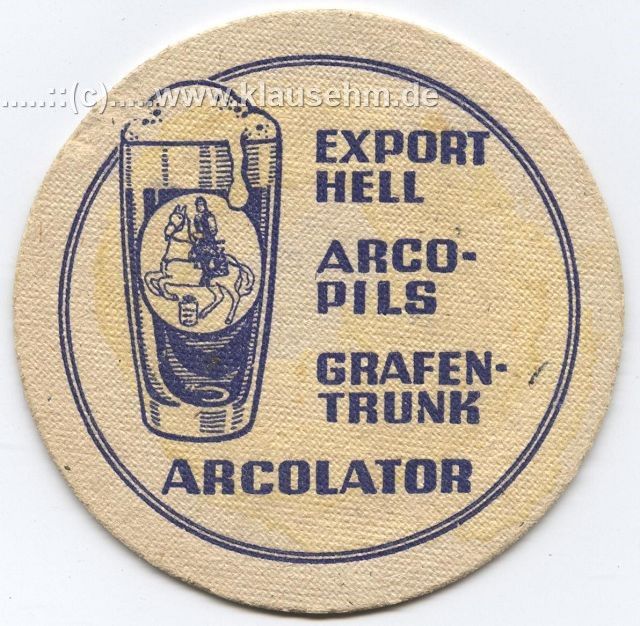 .....::(c).....www.klausehm.de
EXPORT
HELL
ARCO-
PILS
GRAFEN-
TRUNK
ARCOLATOR